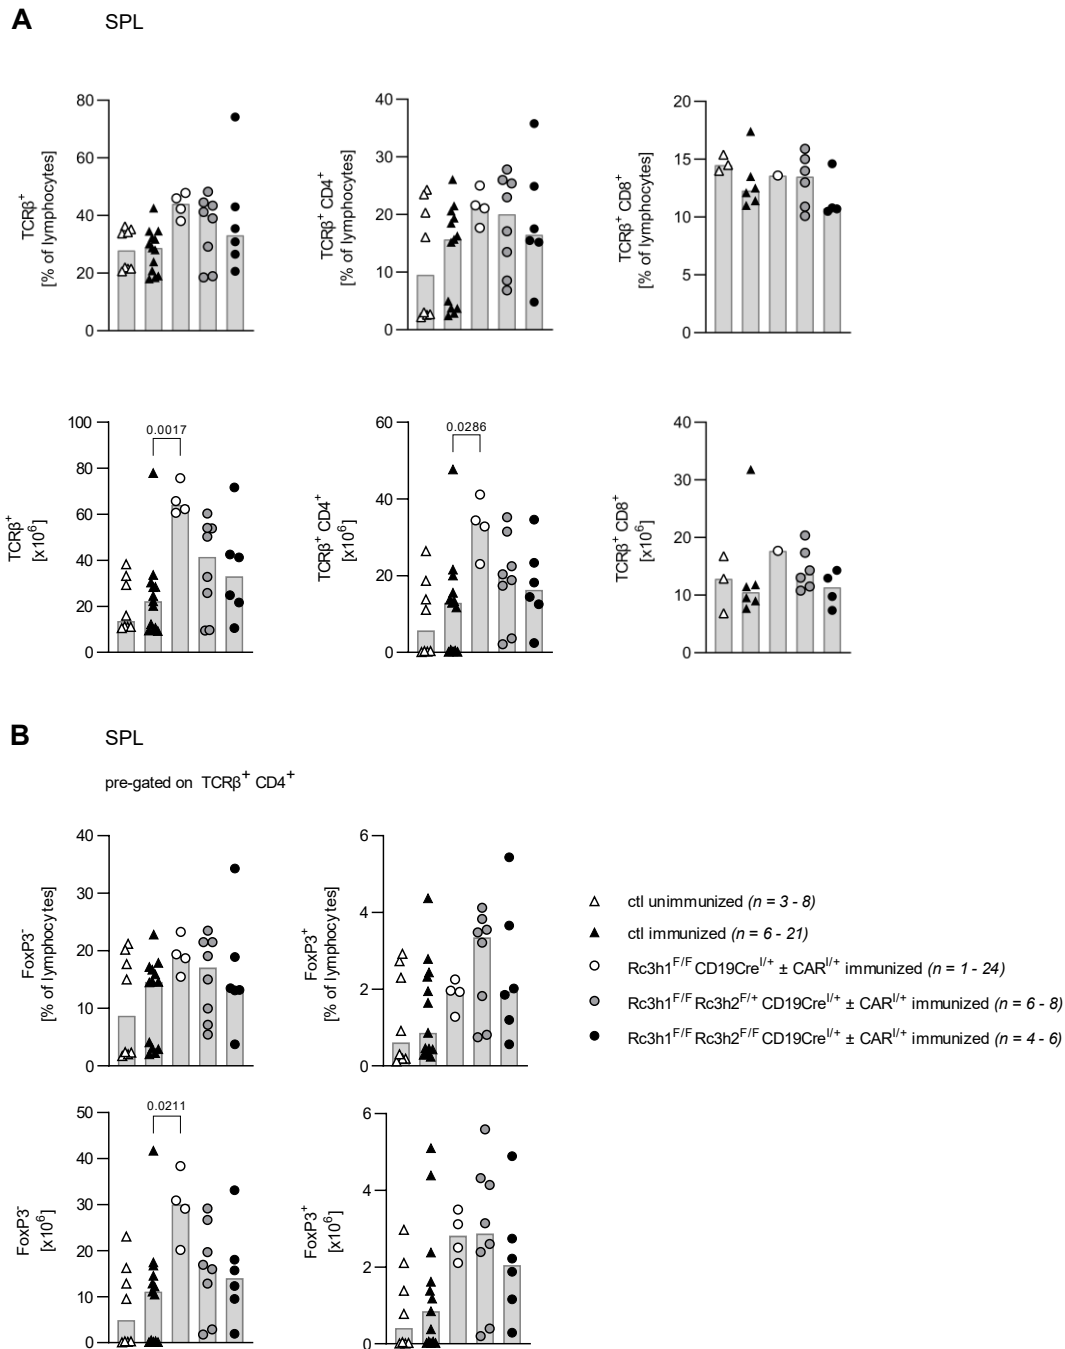 A
SPL
TCRβ⁺
[% of lymphocytes]
80
60
40
20
0
TCRβ⁺ CD4⁺
[% of lymphocytes]
40
30
20
10
0
TCRβ⁺ CD8⁺
[% of lymphocytes]
20
15
10
5
0
TCRβ⁺
[x10⁶]
100
80
60
40
20
0
0.0017
TCRβ⁺ CD4⁺
[x10⁶]
60
40
20
0
0.0286
TCRβ⁺ CD8⁺
[x10⁶]
40
30
20
10
0
B
SPL
pre-gated on TCRβ⁺ CD4⁺
FoxP3⁻
[% of lymphocytes]
40
30
20
10
0
FoxP3⁺
[% of lymphocytes]
6
4
2
0
ctl unimmunized (n = 3 - 8)
ctl immunized (n = 6 - 21)
Rc3h1ᶠ/ᶠ CD19Creᴵ/⁺ ± CARᴵ/⁺ immunized (n = 1 - 24)
Rc3h1ᶠ/ᶠ Rc3h2ᶠ/⁺ CD19Creᴵ/⁺ ± CARᴵ/⁺ immunized (n = 6 - 8)
Rc3h1ᶠ/ᶠ Rc3h2ᶠ/ᶠ CD19Creᴵ/⁺ ± CARᴵ/⁺ immunized (n = 4 - 6)
FoxP3⁻
[x10⁶]
50
40
30
20
10
0
0.0211
FoxP3⁺
[x10⁶]
6
4
2
0